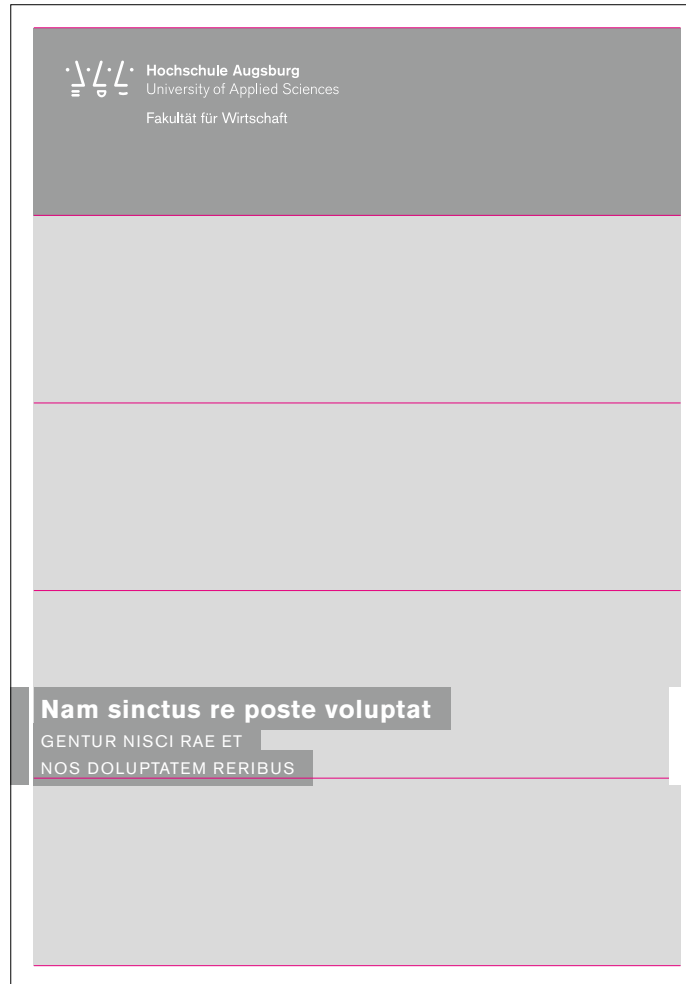 Hochschule Augsburg
University of Applied Sciences
Fakultät für Wirtschaft
Nam sinctus re poste voluptat
GENTUR NISCI RAE ET
NOS DOLUPTATEM RERIBUS